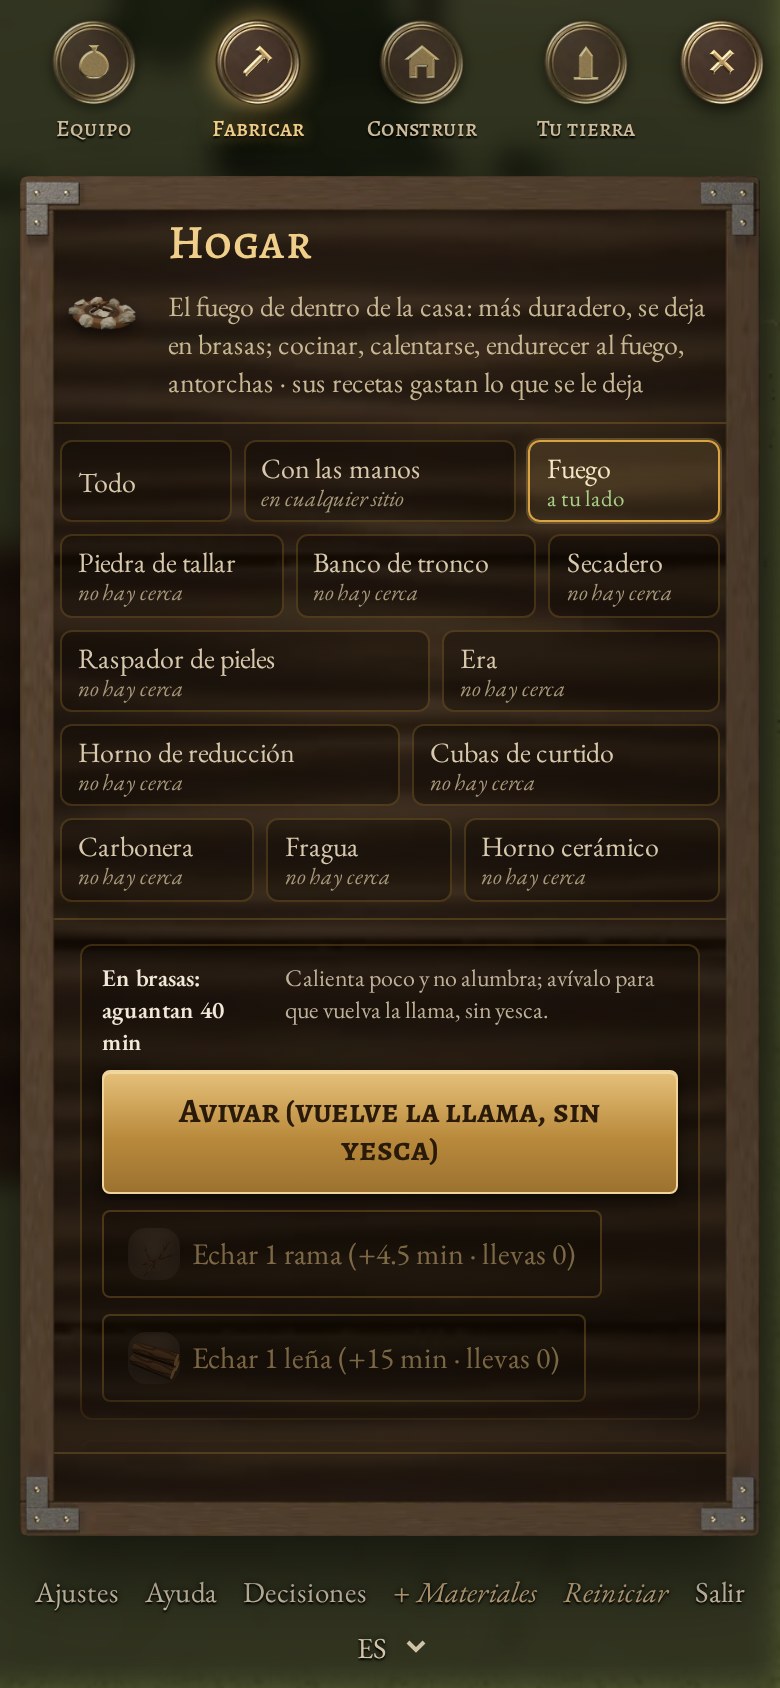 Equipo
Fabricar
Construir
Tu tierra
Hogar
El fuego de dentro de la casa: más duradero, se deja
en brasas; cocinar, calentarse, endurecer al fuego,
antorchas · sus recetas gastan lo que se le deja
Todo
Con las manos
en cualquier sitio
Fuego
a tu lado
Piedra de tallar
no hay cerca
Banco de tronco
no hay cerca
Secadero
no hay cerca
Raspador de pieles
no hay cerca
Era
no hay cerca
Horno de reducción
no hay cerca
Cubas de curtido
no hay cerca
Carbonera
no hay cerca
Fragua
no hay cerca
Horno cerámico
no hay cerca
En brasas:
aguantan 40
min
Calienta poco y no alumbra; avívalo para
que vuelva la llama, sin yesca.
Avivar (vuelve la llama, sin
yesca)
Echar 1 rama (+4.5 min · llevas 0)
Echar 1 leña (+15 min · llevas 0)
Ajustes Ayuda Decisiones + Materiales Reiniciar Salir
ES